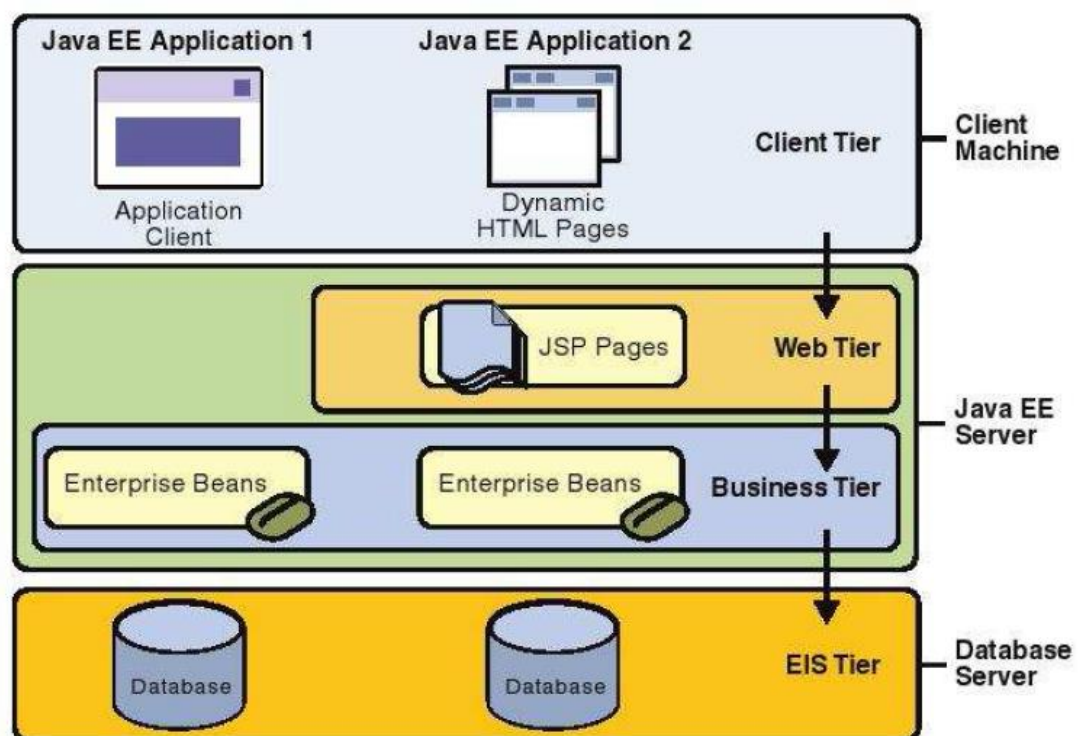 Java EE Application 1
Java EE Application 2
Application
Client
Dynamic
HTML Pages
Client Tier
Client
Machine
JSP Pages
Web Tier
Java EE
Server
Enterprise Beans
Enterprise Beans
Business Tier
Database
Database
EIS Tier
Database
Server